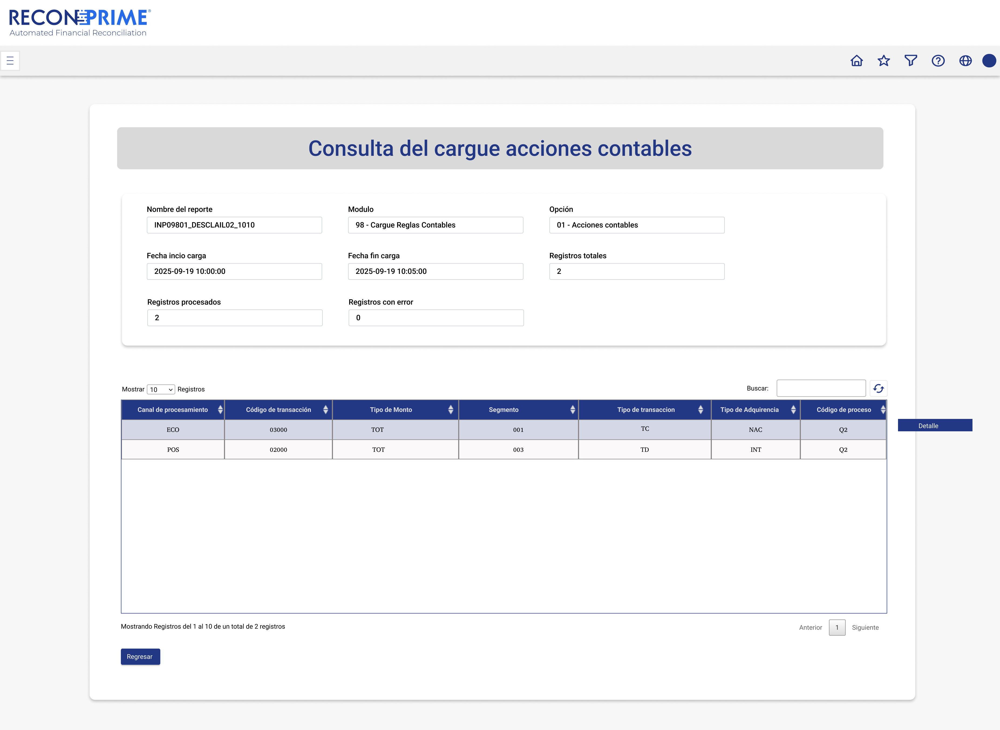 RECONPRIME®
Automated Financial Reconciliation
Consulta del cargue acciones contables
Nombre del reporte Modulo Opción
INP09801_DESCLAIL02_1010 98 - Cargue Reglas Contables 01 - Acciones contables
Fecha incio carga Fecha fin carga Registros totales
2025-09-19 10:00:00 2025-09-19 10:05:00 2
Registros procesados Registros con error
2 0
Mostrar 10 Registros Buscar:
Canal de procesamiento Código de transacción Tipo de Monto Segmento Tipo de transaccion Tipo de Adquirencia Código de proceso
ECO 03000 TOT 001 TC NAC Q2 Detalle
POS 02000 TOT 003 TD INT Q2
Mostrando Registros del 1 al 10 de un total de 2 registros Anterior 1 Siguiente
Regresar